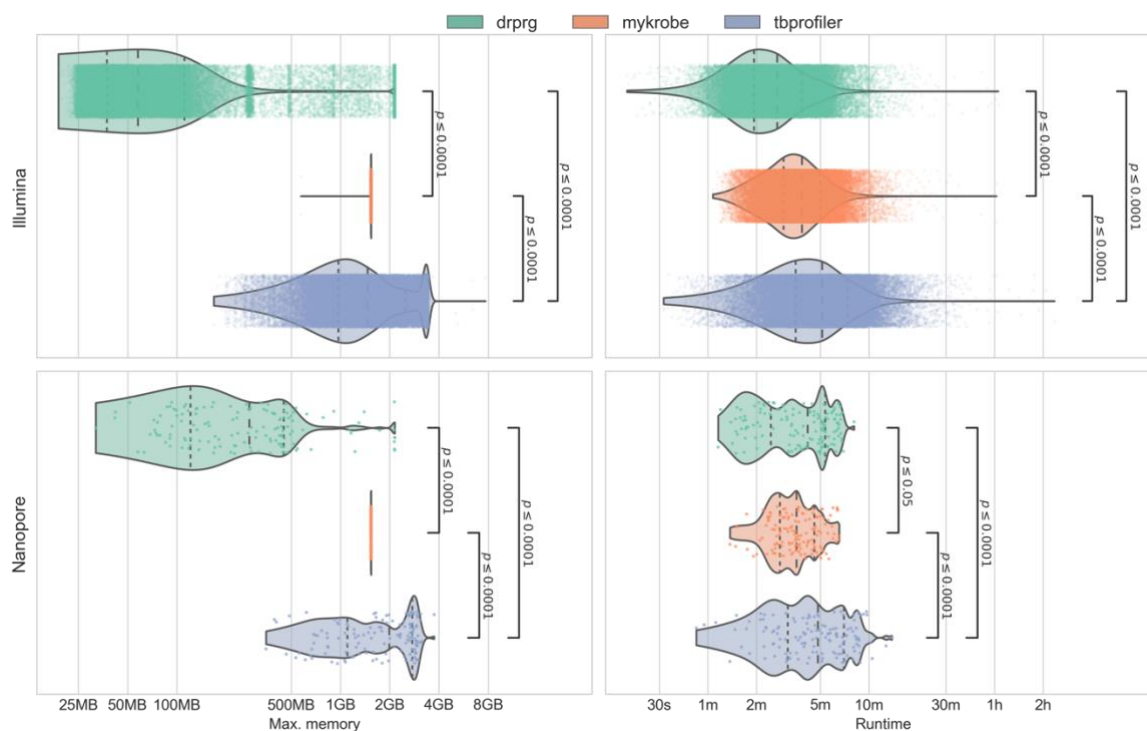 drprg mykrobe tbprofiler
Illumina
p ≤ 0.0001
p ≤ 0.0001
p ≤ 0.0001
p ≤ 0.0001
p ≤ 0.0001
p ≤ 0.0001
Nanopore
p ≤ 0.0001
p ≤ 0.0001
p ≤ 0.0001
p ≤ 0.05
p ≤ 0.0001
p ≤ 0.0001
25MB 50MB 100MB 500MB 1GB 2GB 4GB 8GB
30s 1m 2m 5m 10m 30m 1h 2h
Max. memory
Runtime